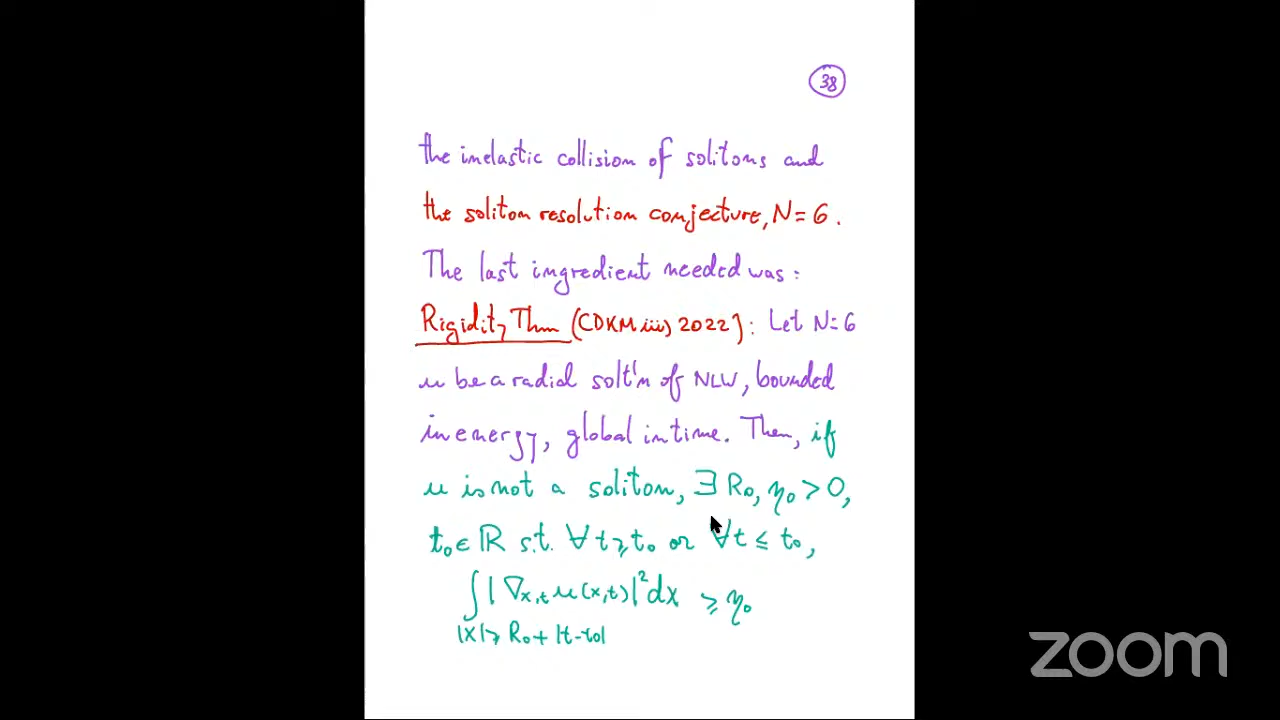 38
the inelastic collision of solitons and
the soliton resolution conjecture, N = 6.
The last ingredient needed was:
Rigidity Thm (CDKM iii) 2022): Let N=6
u be a radial solt'n of NLW, bounded
in energy, global in time. Then, if
u is not a soliton, ∃ R₀, η₀ > 0,
t₀ ∈ ℝ s.t. ∀ t ≥ t₀ or ∀ t ≤ t₀,
∫ |∇x,t u(x,t)|² dx ≥ η₀
|x| ≥ R₀ + |t-t₀|
zoom